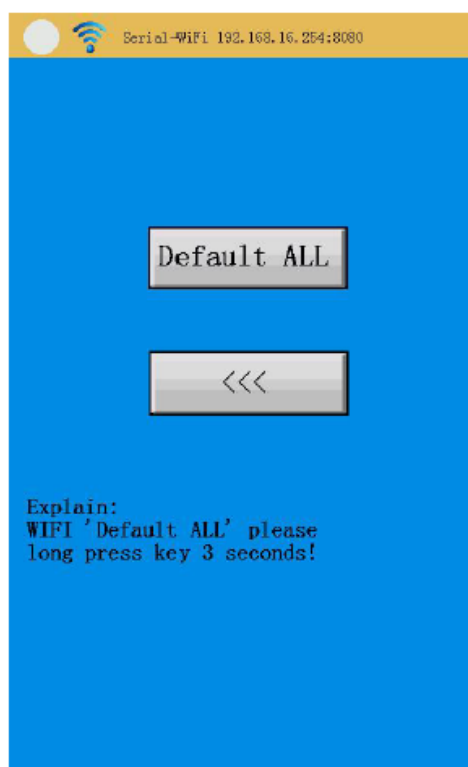 Serial-WiFi 192.168.16.254:8080
Default ALL
<<<
Explain:
WIFI 'Default ALL' please
long press key 3 seconds!